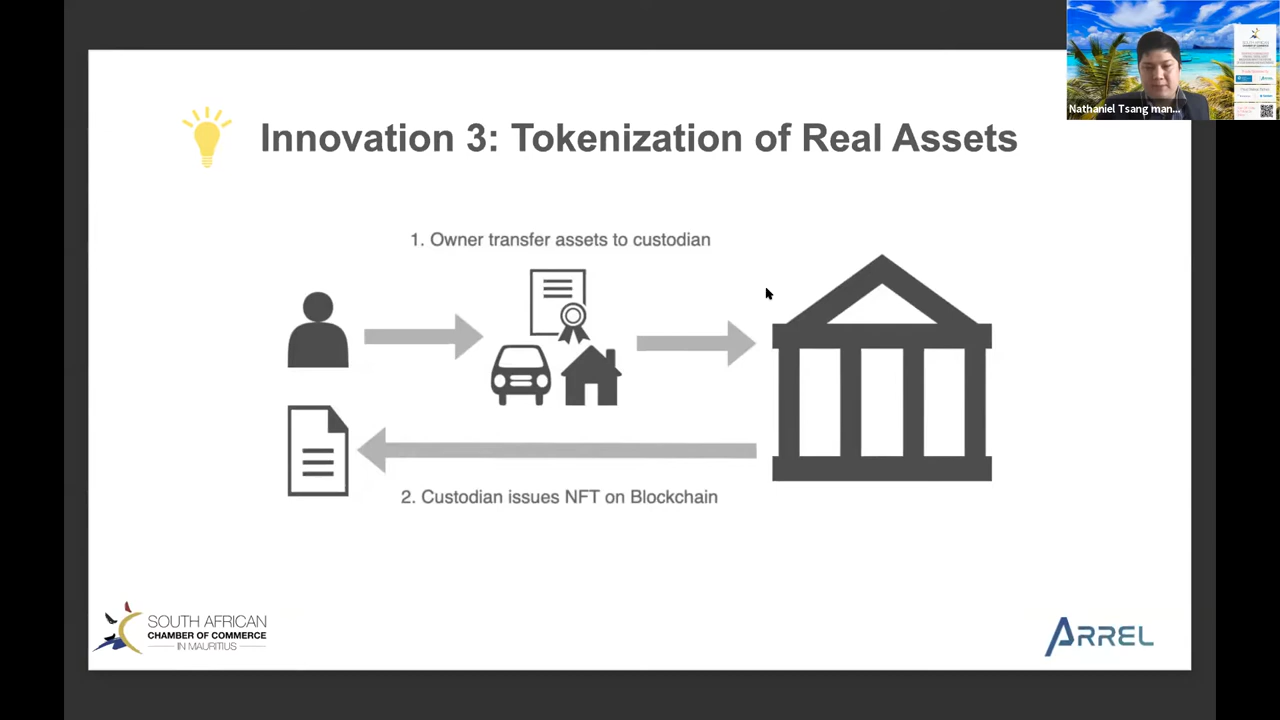 Nathaniel Tsang man...
Innovation 3: Tokenization of Real Assets
1. Owner transfer assets to custodian
2. Custodian issues NFT on Blockchain
SOUTH AFRICAN
CHAMBER OF COMMERCE
IN MAURITIUS
ARREL